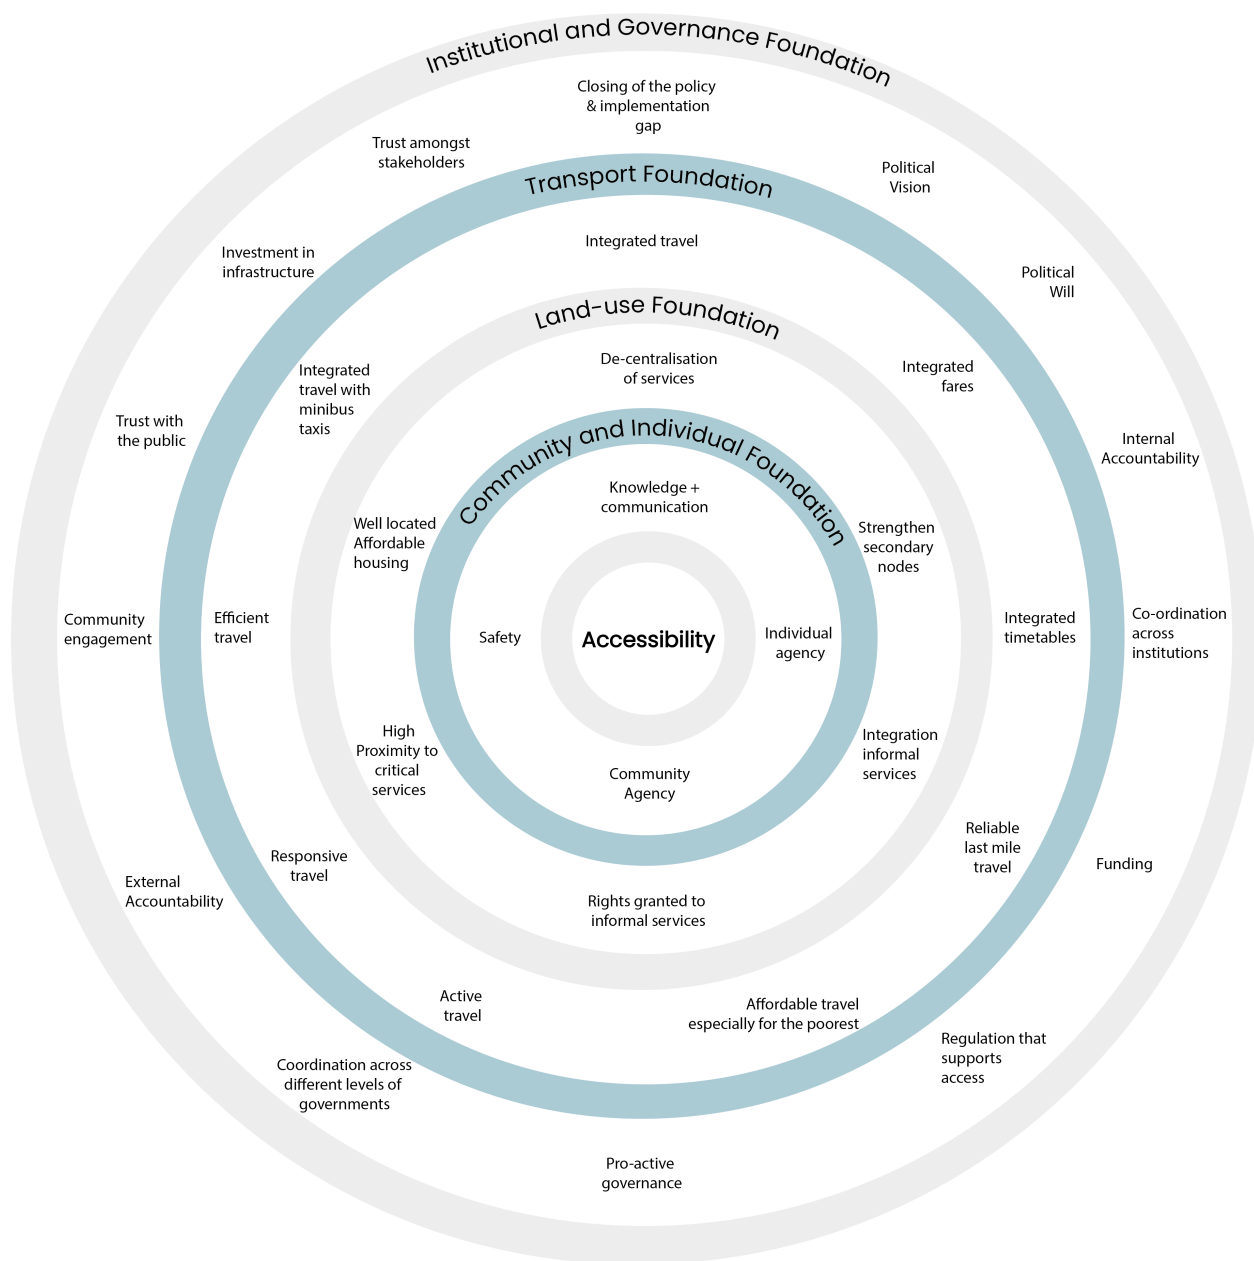 Institutional and Governance Foundation
Closing of the policy
& implementation
gap
Trust amongst
stakeholders
Political
Vision
Investment in
infrastructure
Political
Will
Trust with
the public
Internal
Accountability
Community
engagement
Co-ordination
across
institutions
External
Accountability
Funding
Coordination across
different levels of
governments
Regulation that
supports
access
Pro-active
governance
Transport Foundation
Integrated travel
Integrated
travel with
minibus
taxis
Integrated
fares
Efficient
travel
Integrated
timetables
Responsive
travel
Reliable
last mile
travel
Active
travel
Affordable travel
especially for the poorest
Land-use Foundation
De-centralisation
of services
Well located
Affordable
housing
Strengthen
secondary
nodes
High
Proximity to
critical
services
Integration
informal
services
Rights granted to
informal services
Community and Individual Foundation
Knowledge +
communication
Safety
Individual
agency
Community
Agency
Accessibility